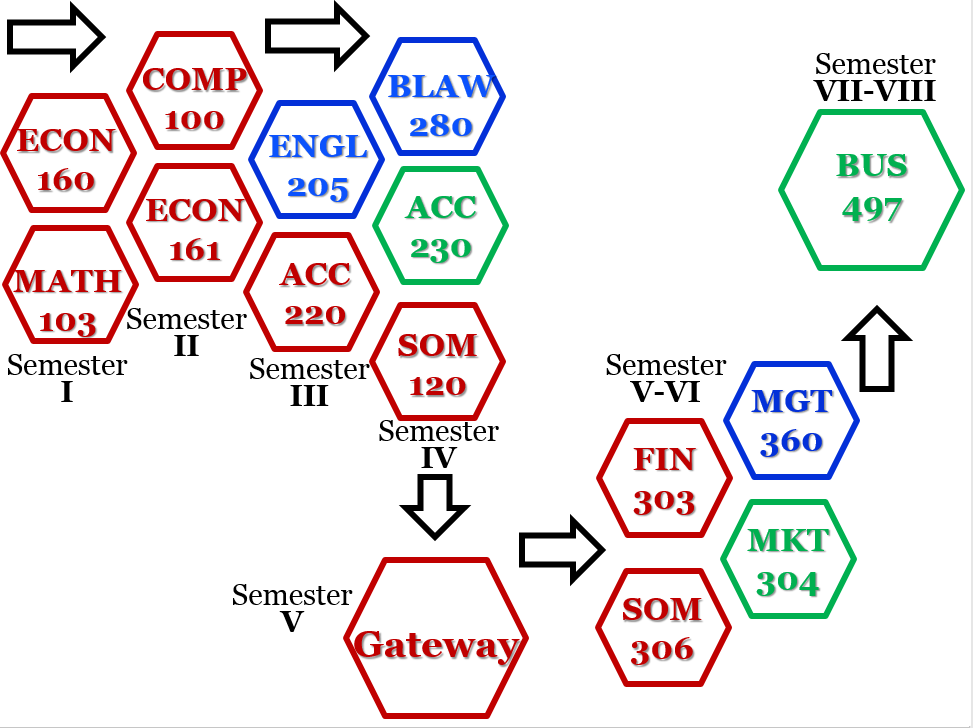 ECON
160
MATH
103
Semester
I
COMP
100
ECON
161
Semester
II
ENGL
205
ACC
220
Semester
III
BLAW
280
ACC
230
SOM
120
Semester
IV
Semester
V
Gateway
Semester
V-VI
FIN
303
SOM
306
MGT
360
MKT
304
Semester
VII-VIII
BUS
497